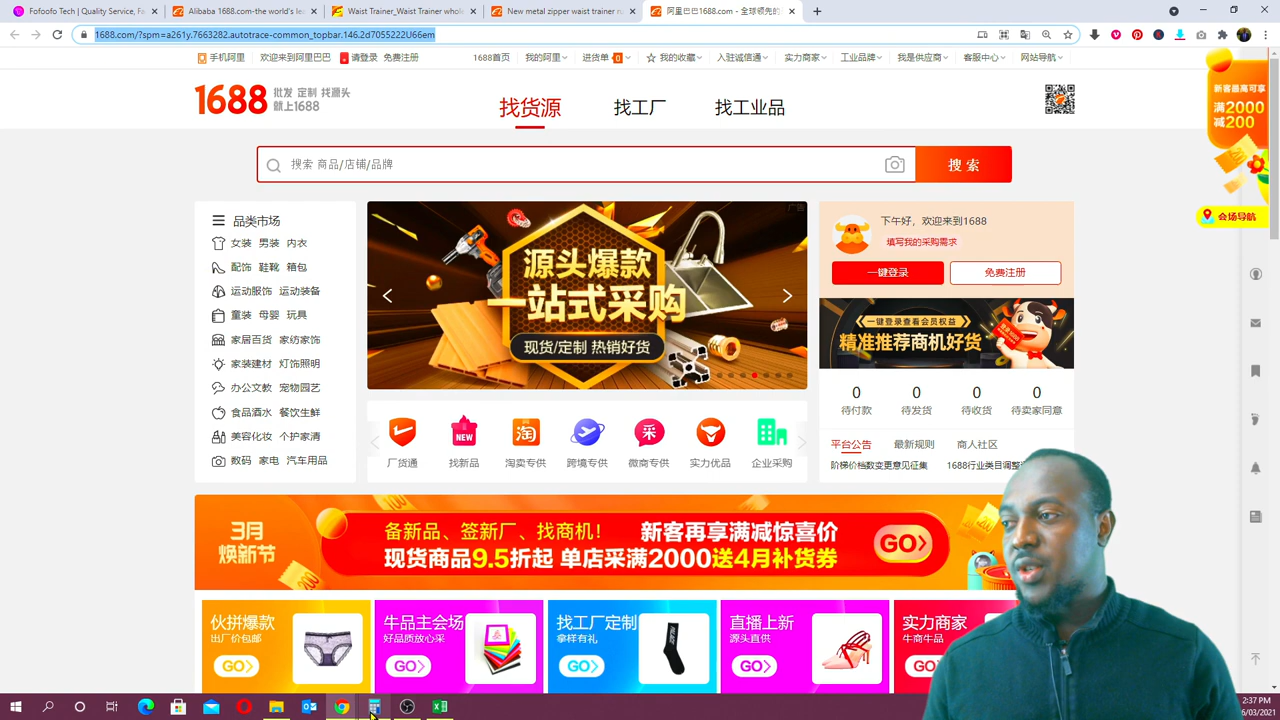 Fofoofo Tech | Quality Service, Fa
Alibaba 1688.com-the world's le
Waist Trainer_Waist Trainer whole
New metal zipper waist trainer ru
阿里巴巴1688.com - 全球领先的
1688.com/?spm=a261y.7663282.autotrace-common_topbar.146.2d7055222U66em
手机阿里 欢迎来到阿里巴巴 请登录 免费注册 1688首页 我的阿里 进货单 0 我的收藏 入驻诚信通 实力商家 工业品牌 我是供应商 客服中心 网站导航
1688 批发 定制 找源头
就上1688
找货源 找工厂 找工业品
新客最高可享
满2000
减200
搜索 商品/店铺/品牌 搜 索
会场导航
品类市场
女装 男装 内衣
配饰 鞋靴 箱包
运动服饰 运动装备
童装 母婴 玩具
家居百货 家纺家饰
家装建材 灯饰照明
办公文教 宠物园艺
食品酒水 餐饮生鲜
美容化妆 个护家清
数码 家电 汽车用品
广告
源头爆款
一站式采购
现货/定制 热销好货
下午好，欢迎来到1688
填写我的采购需求
一键登录 免费注册
一键登录查看会员权益
精准推荐商机好货
0 0 0 0
待付款 待发货 待收货 待卖家同意
平台公告 最新规则 商人社区
阶梯价档数变更意见征集 1688行业类目调整
NEW 淘 采
厂货通 找新品 淘卖专供 跨境专供 微商专供 实力优品 企业采购
3月
焕新节
备新品、签新厂、找商机！ 新客再享满减惊喜价
现货商品9.5折起 单店采满2000送4月补货券
GO
伙拼爆款
出厂价包邮
GO
牛品主会场
好品质放心采
GO
找工厂定制
拿样有礼
GO
直播上新
源头直供
GO
实力商家
牛商牛品
GO
2:37 PM
6/03/2021